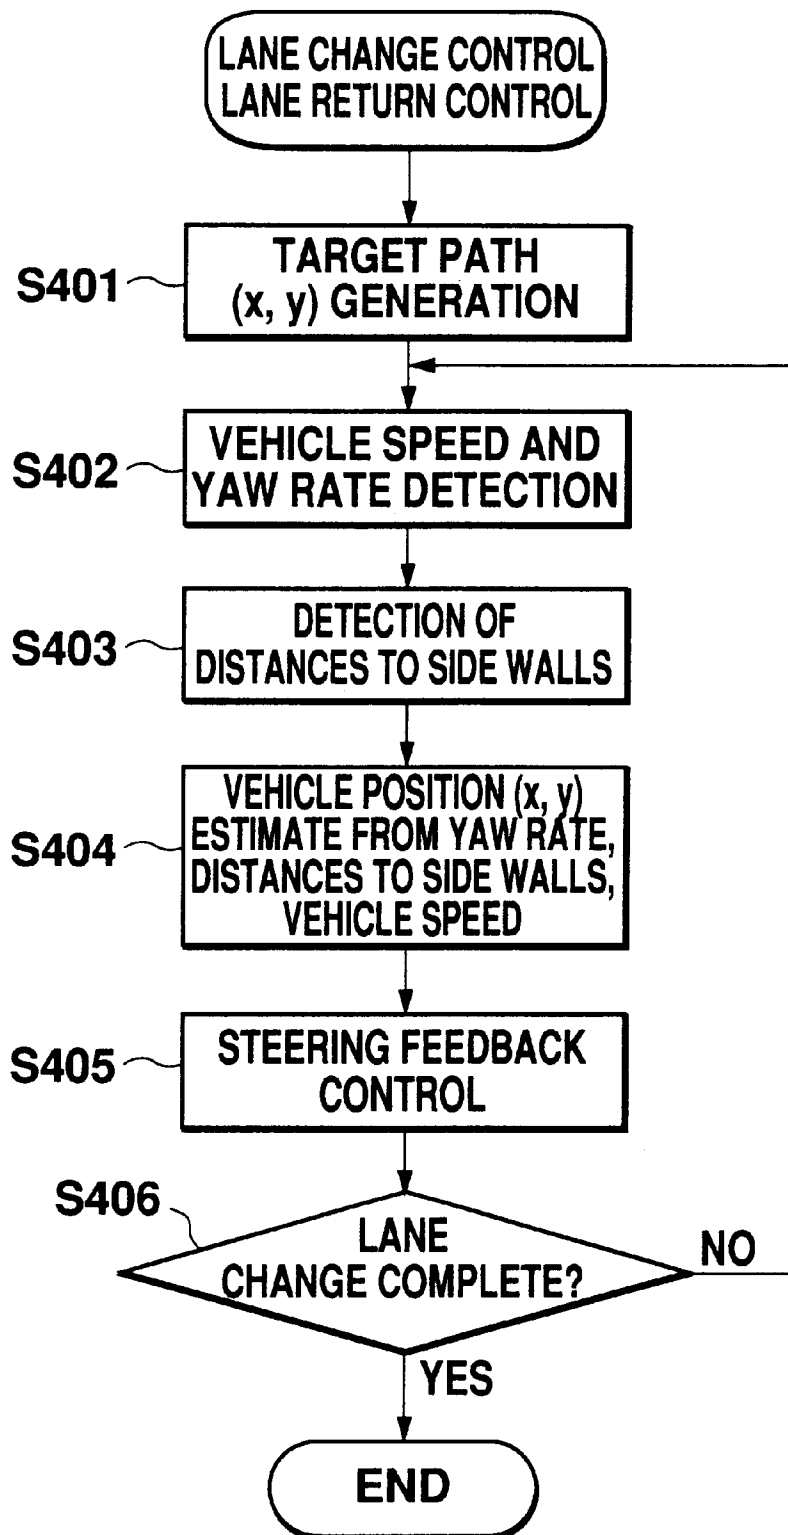 LANE CHANGE CONTROL
LANE RETURN CONTROL
S401
TARGET PATH
(x, y) GENERATION
S402
VEHICLE SPEED AND
YAW RATE DETECTION
S403
DETECTION OF
DISTANCES TO SIDE WALLS
S404
VEHICLE POSITION (x, y)
ESTIMATE FROM YAW RATE,
DISTANCES TO SIDE WALLS,
VEHICLE SPEED
S405
STEERING FEEDBACK
CONTROL
S406
LANE
CHANGE COMPLETE?
NO
YES
END